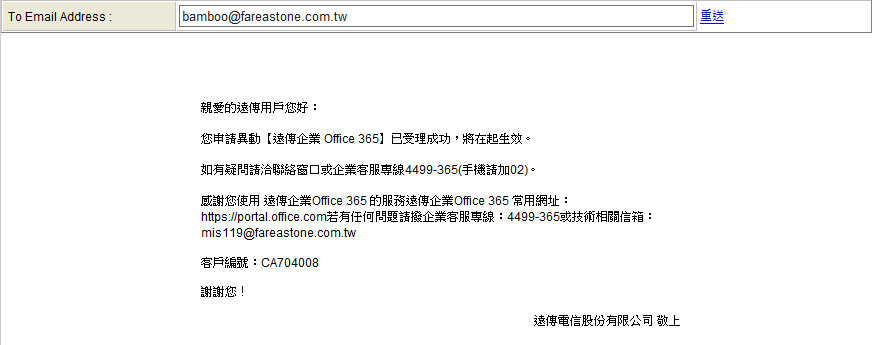 To Email Address : bamboo@fareastone.com.tw 重送
親愛的遠傳用戶您好：
您申請異動【遠傳企業 Office 365】已受理成功，將在起生效。
如有疑問請洽聯絡窗口或企業客服專線4499-365(手機請加02)。
感謝您使用 遠傳企業Office 365 的服務遠傳企業Office 365 常用網址：
https://portal.office.com若有任何問題請撥企業客服專線：4499-365或技術相關信箱：
mis119@fareastone.com.tw
客戶編號：CA704008
謝謝您！
遠傳電信股份有限公司 敬上